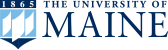 1865 THE UNIVERSITY OF
MAINE